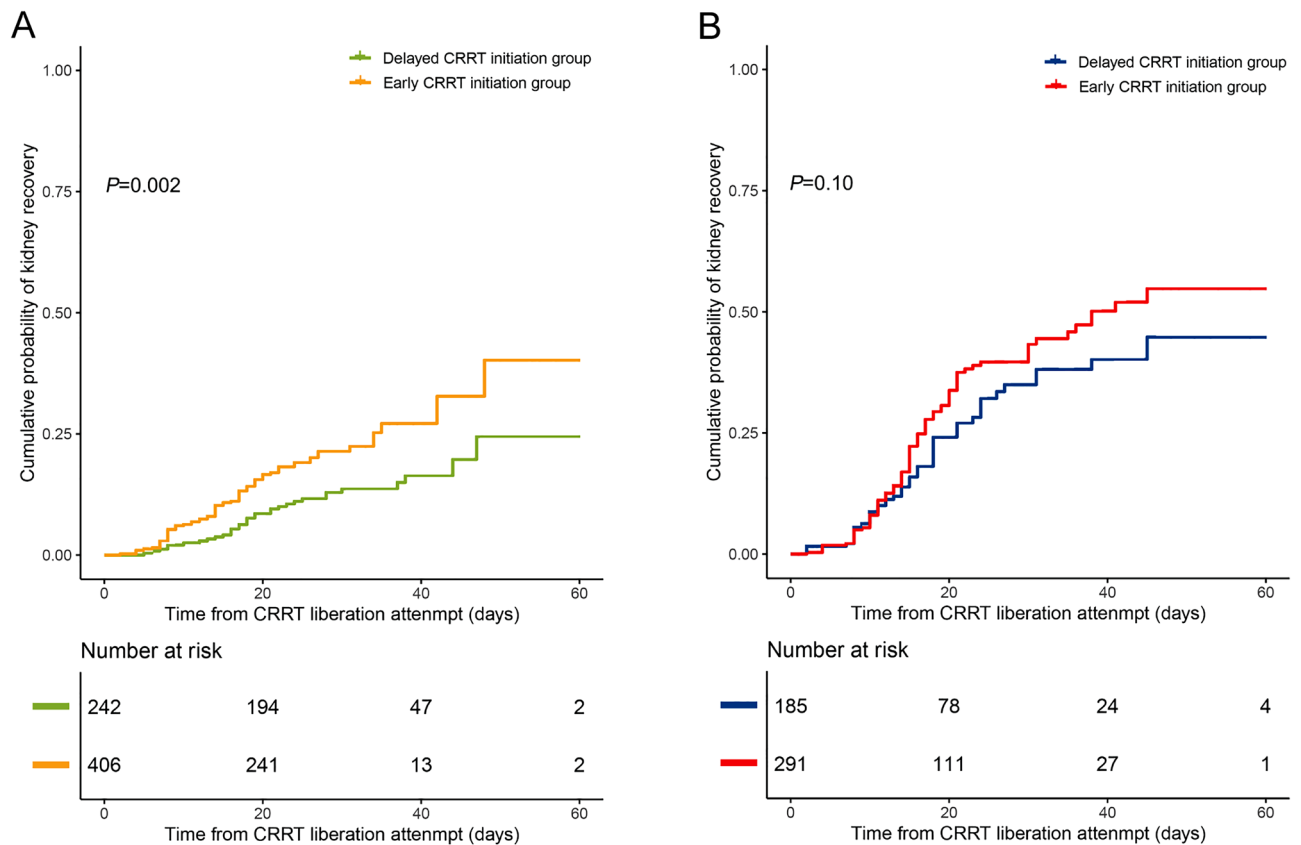 A
Delayed CRRT initiation group
Early CRRT initiation group
P=0.002
Cumulative probability of kidney recovery
1.00
0.75
0.50
0.25
0.00
0 20 40 60
Time from CRRT liberation attenmpt (days)
Number at risk
242 194 47 2
406 241 13 2
0 20 40 60
Time from CRRT liberation attenmpt (days)
B
Delayed CRRT initiation group
Early CRRT initiation group
P=0.10
Cumulative probability of kidney recovery
1.00
0.75
0.50
0.25
0.00
0 20 40 60
Time from CRRT liberation attenmpt (days)
Number at risk
185 78 24 4
291 111 27 1
0 20 40 60
Time from CRRT liberation attenmpt (days)